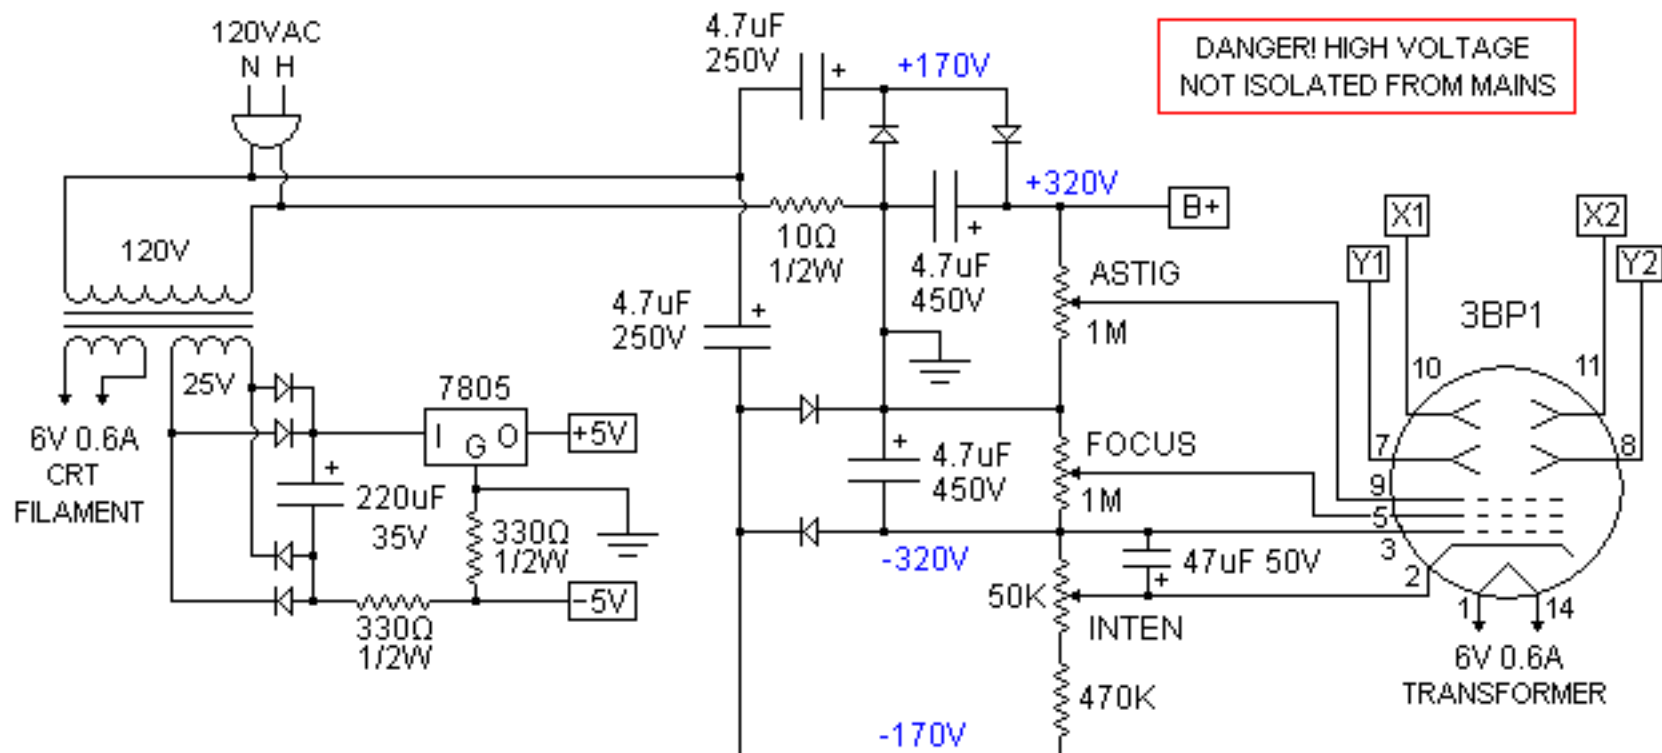 120VAC
N H
4.7uF
250V
+
+170V
DANGER! HIGH VOLTAGE
NOT ISOLATED FROM MAINS
+320V
B+
X1
X2
Y1
Y2
120V
10Ω
1/2W
+
4.7uF
450V
ASTIG
1M
4.7uF
250V
+
3BP1
10
11
25V
7805
I G O
+5V
6V 0.6A
CRT
FILAMENT
+
220uF
35V
330Ω
1/2W
+
4.7uF
450V
FOCUS
1M
7
8
9
5
3
2
-320V
47uF 50V
+
50K
INTEN
−5V
330Ω
1/2W
1
14
6V 0.6A
TRANSFORMER
470K
-170V